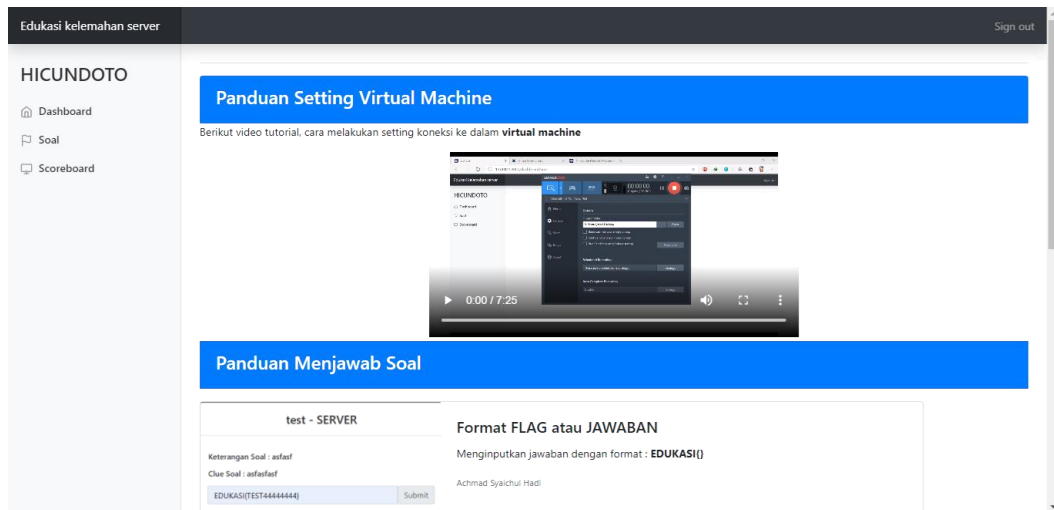 Edukasi kelemahan server
Sign out
HICUNDOTO
Dashboard
Soal
Scoreboard
Panduan Setting Virtual Machine
Berikut video tutorial, cara melakukan setting koneksi ke dalam virtual machine
HICUNDOTO
0:00 / 7:25
Panduan Menjawab Soal
test - SERVER
Keterangan Soal : asfasf
Clue Soal : asfasfasf
EDUKASI{TEST44444444}
Submit
Format FLAG atau JAWABAN
Menginputkan jawaban dengan format : EDUKASI{}
Achmad Syaichul Hadi